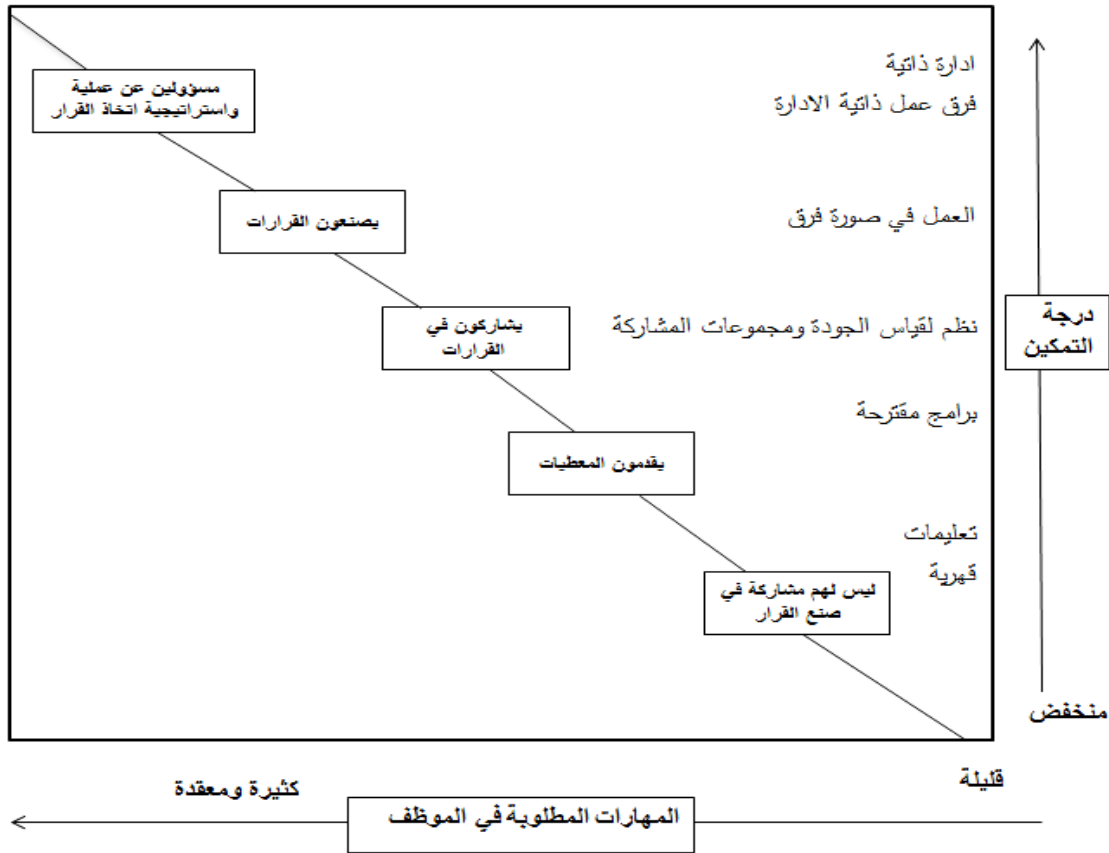 ادارة ذاتية
فرق عمل ذاتية الادارة
مسؤولين عن عملية
واستراتيجية اتخاذ القرار
العمل في صورة فرق
يصنعون القرارات
درجة
التمكين
نظم لقياس الجودة ومجموعات المشاركة
يشاركون في
القرارات
برامج مقترحة
يقدمون المعطيات
تعليمات
قهرية
ليس لهم مشاركة في
صنع القرار
منخفض
قليلة
كثيرة ومعقدة
المهارات المطلوبة في الموظف